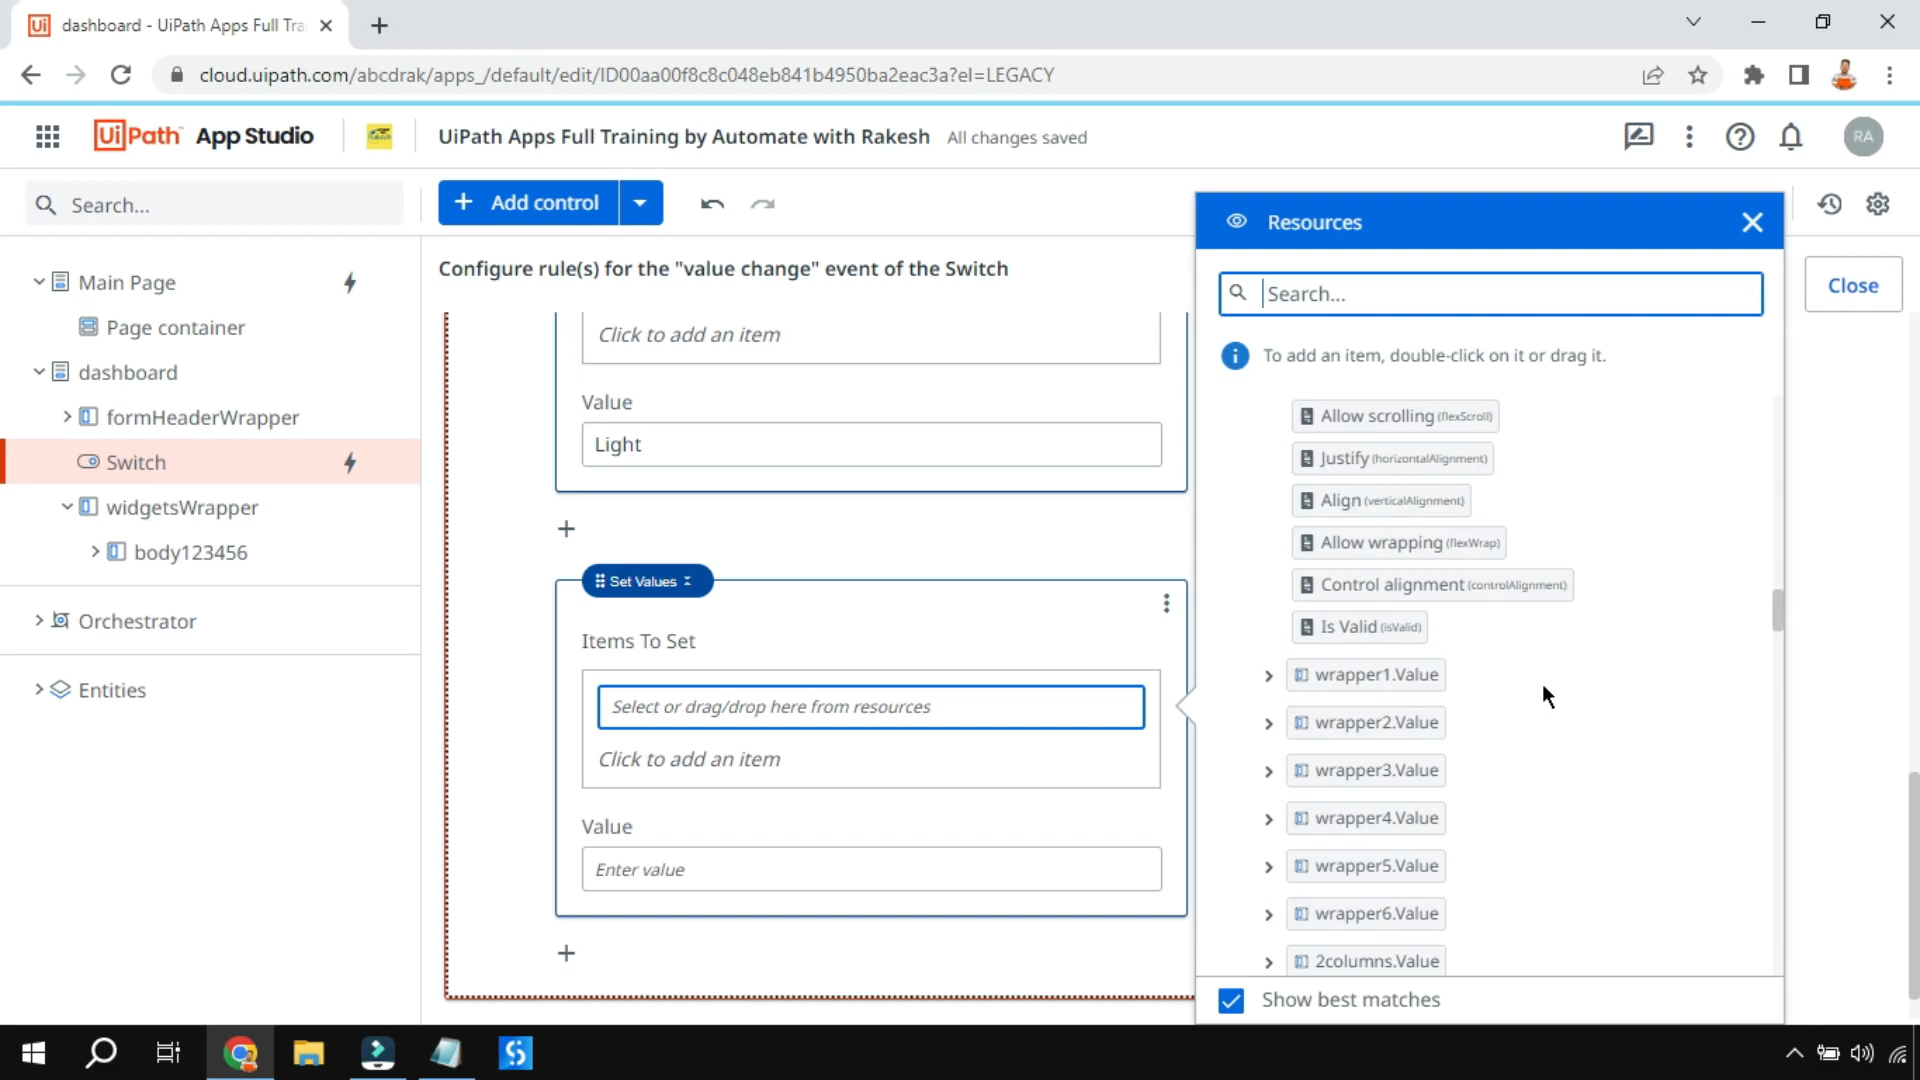 dashboard - UiPath Apps Full Tra
cloud.uipath.com/abcdrak/apps_/default/edit/ID00aa00f8c8c048eb841b4950ba2eac3a?el=LEGACY
UiPath App Studio
UiPath Apps Full Training by Automate with Rakesh All changes saved
RA
Search...
+ Add control
Configure rule(s) for the "value change" event of the Switch
Main Page
Page container
dashboard
formHeaderWrapper
Switch
widgetsWrapper
body123456
Orchestrator
Entities
Click to add an item
Value
Light
+
Set Values
Items To Set
Select or drag/drop here from resources
Click to add an item
Value
Enter value
+
Resources
Search...
To add an item, double-click on it or drag it.
Allow scrolling (flexScroll)
Justify (horizontalAlignment)
Align (verticalAlignment)
Allow wrapping (flexWrap)
Control alignment (controlAlignment)
Is Valid (isValid)
wrapper1.Value
wrapper2.Value
wrapper3.Value
wrapper4.Value
wrapper5.Value
wrapper6.Value
2columns.Value
Show best matches
Close